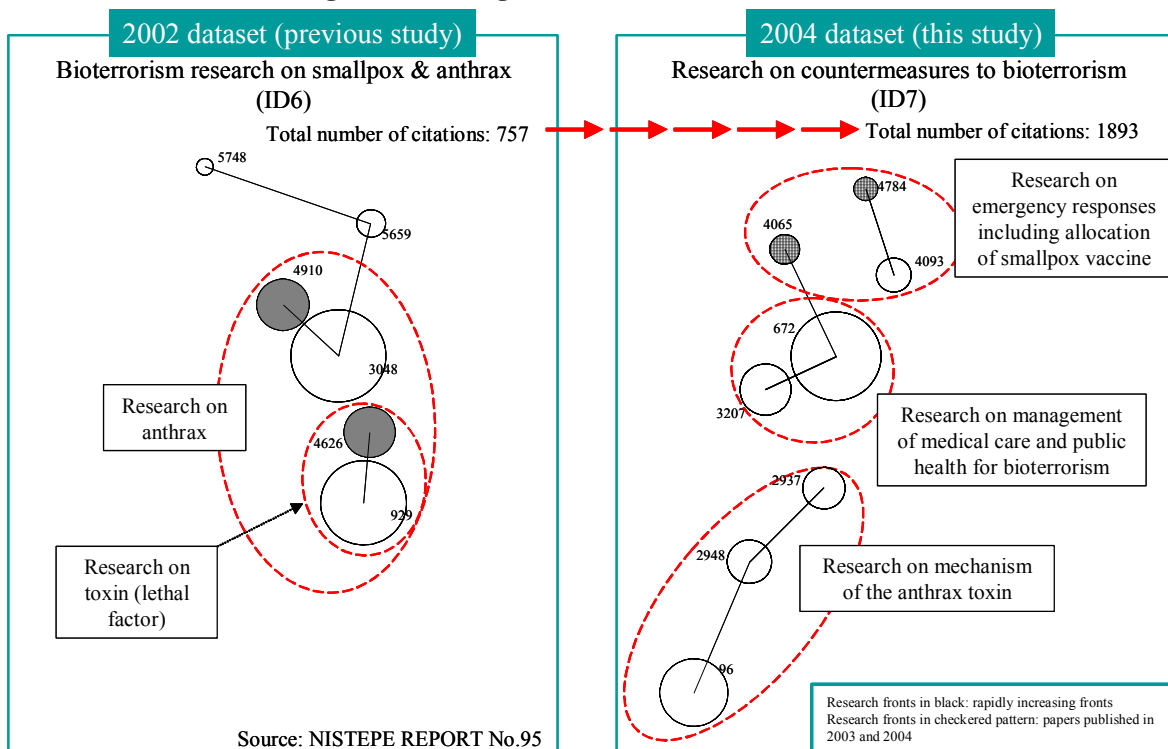 2002 dataset (previous study)
Bioterrorism research on smallpox & anthrax
(ID6)
Total number of citations: 757
5748
5659
4910
3048
Research on
anthrax
4626
929
Research on
toxin (lethal
factor)
Source: NISTEPE REPORT No.95
2004 dataset (this study)
Research on countermeasures to bioterrorism
(ID7)
Total number of citations: 1893
4784
4065
4093
Research on
emergency responses
including allocation
of smallpox vaccine
672
3207
Research on management
of medical care and public
health for bioterrorism
2937
2948
Research on mechanism
of the anthrax toxin
96
Research fronts in black: rapidly increasing fronts
Research fronts in checkered pattern: papers published in
2003 and 2004